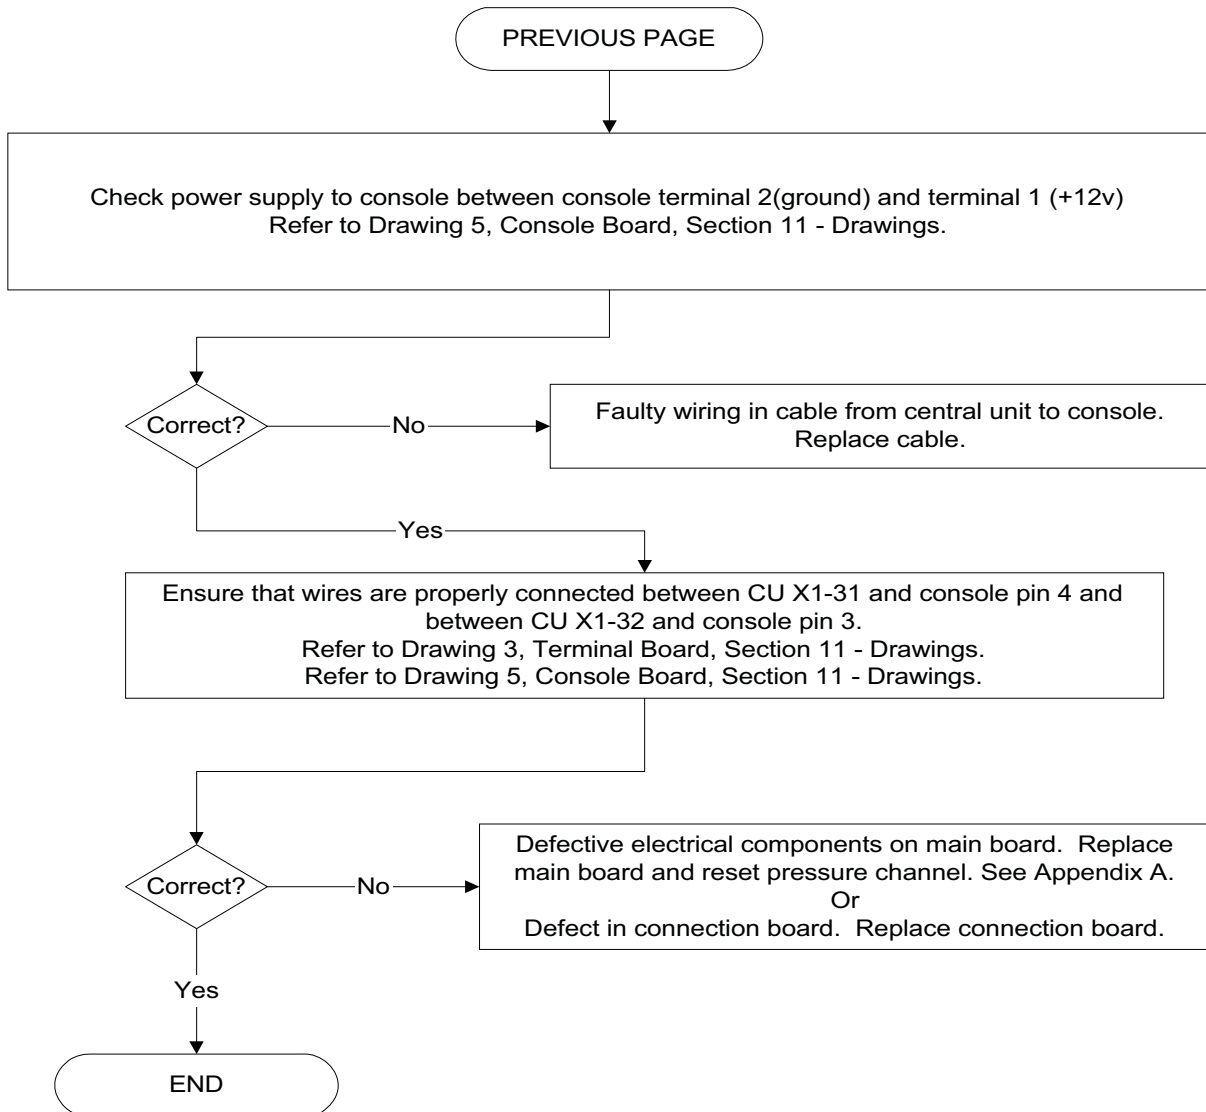 PREVIOUS PAGE
Check power supply to console between console terminal 2(ground) and terminal 1 (+12v)
Refer to Drawing 5, Console Board, Section 11 - Drawings.
Correct?
No
Faulty wiring in cable from central unit to console.
Replace cable.
Yes
Ensure that wires are properly connected between CU X1-31 and console pin 4 and
between CU X1-32 and console pin 3.
Refer to Drawing 3, Terminal Board, Section 11 - Drawings.
Refer to Drawing 5, Console Board, Section 11 - Drawings.
Correct?
No
Defective electrical components on main board.  Replace
main board and reset pressure channel. See Appendix A.
Or
Defect in connection board.  Replace connection board.
Yes
END